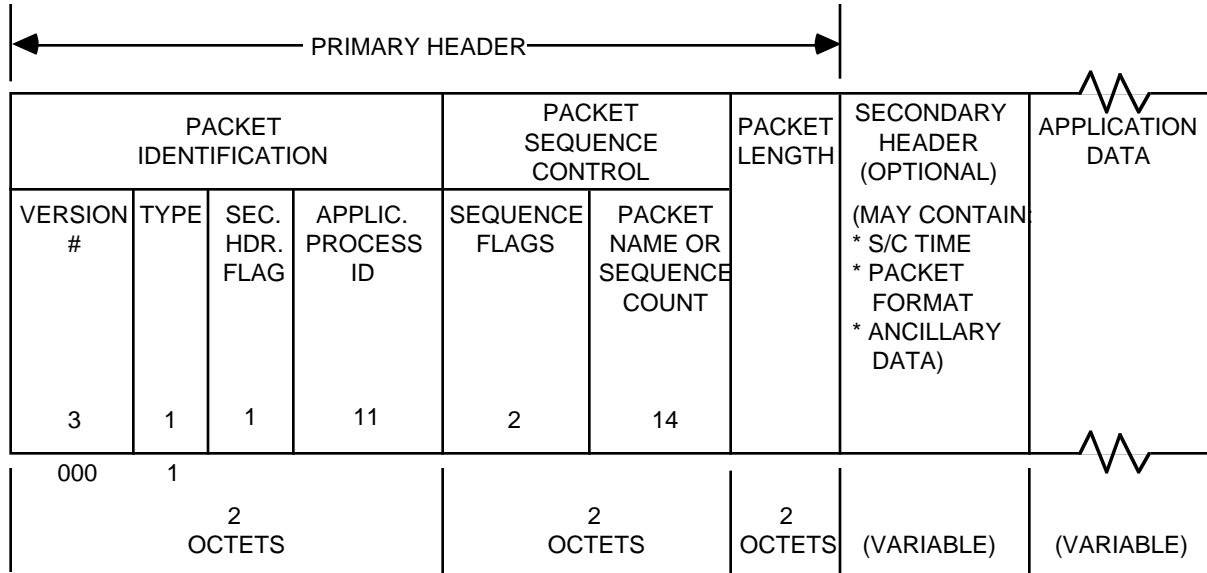 PRIMARY HEADER
PACKET
IDENTIFICATION
PACKET
SEQUENCE
CONTROL
PACKET
LENGTH
SECONDARY
HEADER
(OPTIONAL)
APPLICATION
DATA
VERSION
#
TYPE
SEC.
HDR.
FLAG
APPLIC.
PROCESS
ID
SEQUENCE
FLAGS
PACKET
NAME OR
SEQUENCE
COUNT
(MAY CONTAIN:
* S/C TIME
* PACKET
FORMAT
* ANCILLARY
DATA)
3
1
1
11
2
14
000
1
2
OCTETS
2
OCTETS
2
OCTETS
(VARIABLE)
(VARIABLE)